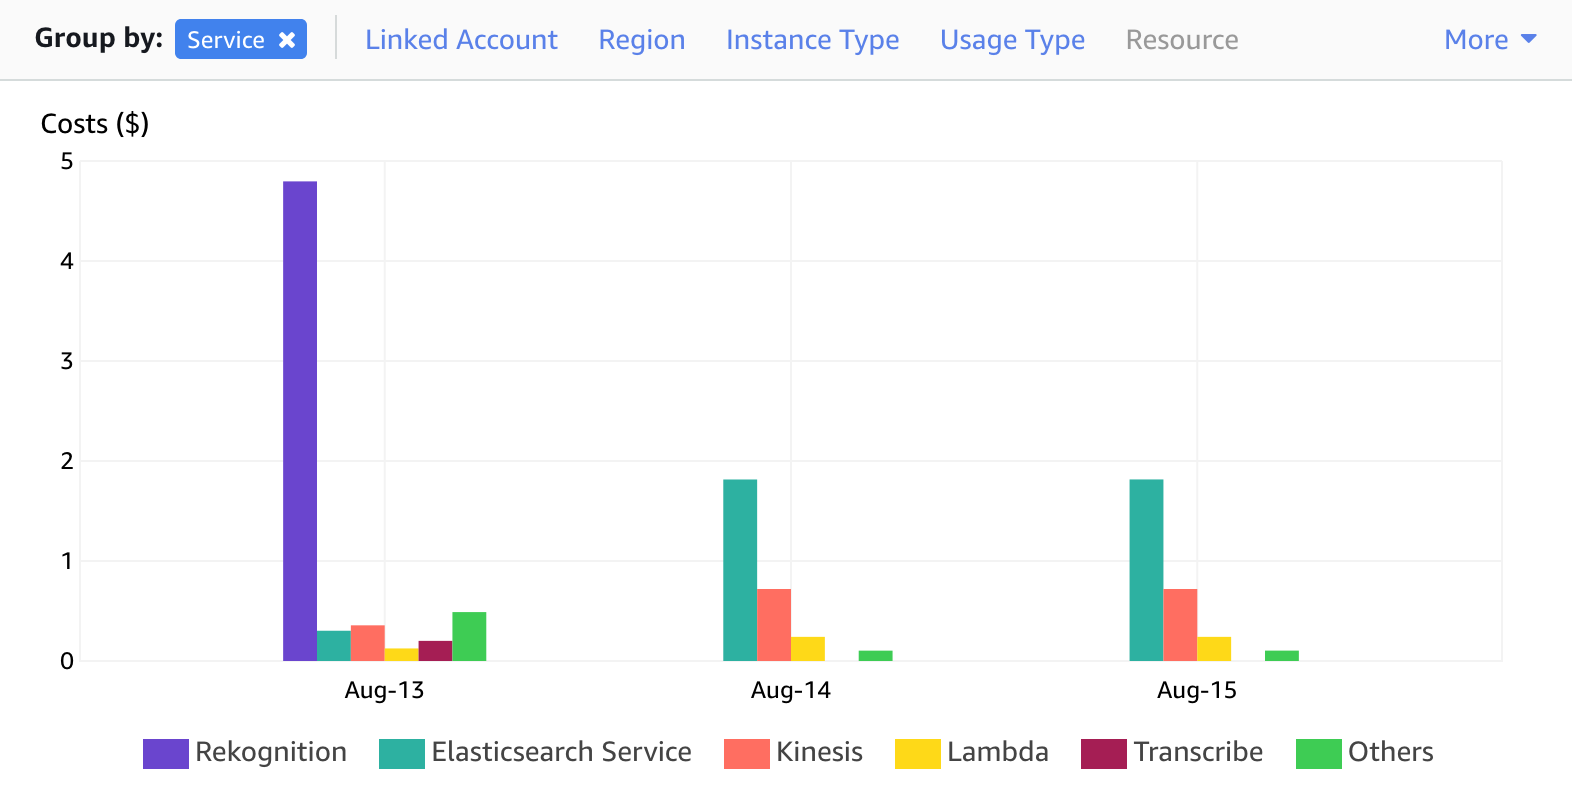 Group by: Service × Linked Account Region Instance Type Usage Type Resource More
Costs ($)
5
4
3
2
1
0
Aug-13 Aug-14 Aug-15
Rekognition Elasticsearch Service Kinesis Lambda Transcribe Others